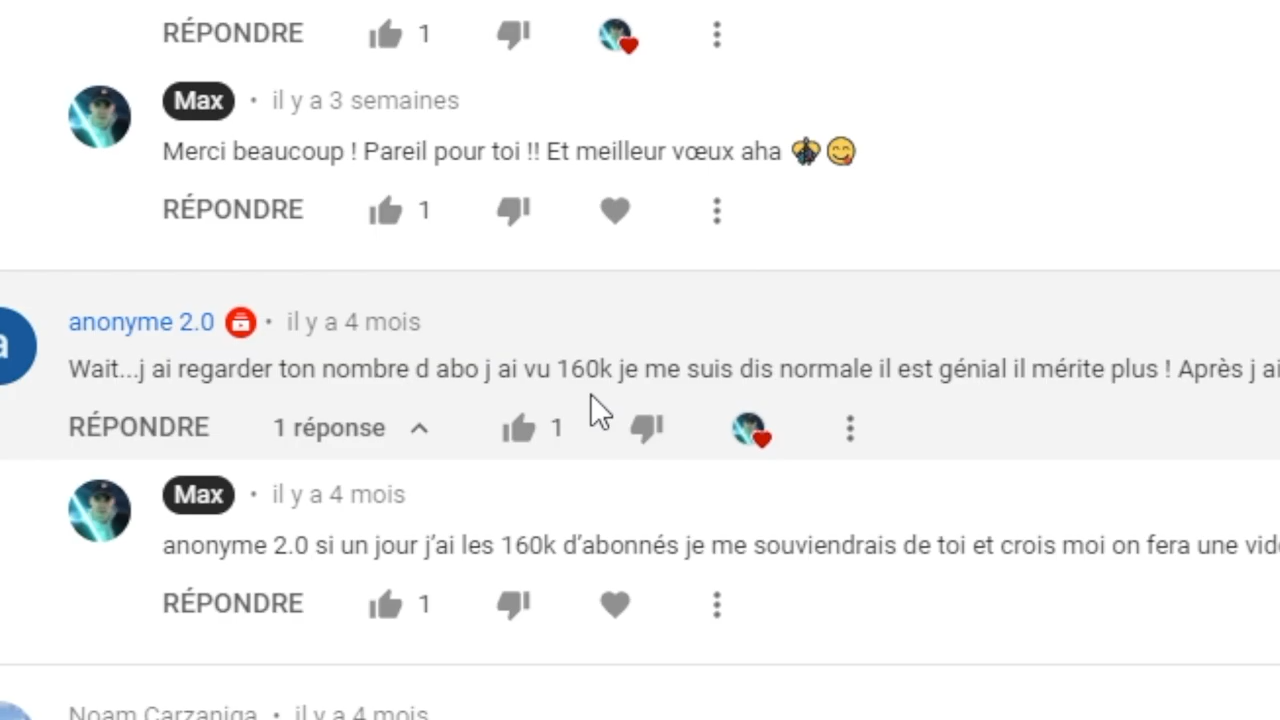 RÉPONDRE 1
Max • il y a 3 semaines
Merci beaucoup ! Pareil pour toi !! Et meilleur vœux aha
RÉPONDRE 1
a
anonyme 2.0 • il y a 4 mois
Wait...j ai regarder ton nombre d abo j ai vu 160k je me suis dis normale il est génial il mérite plus ! Après j ai
RÉPONDRE 1 réponse 1
Max • il y a 4 mois
anonyme 2.0 si un jour j’ai les 160k d’abonnés je me souviendrais de toi et crois moi on fera une
RÉPONDRE 1
Noam Carzaniga • il y a 4 mois